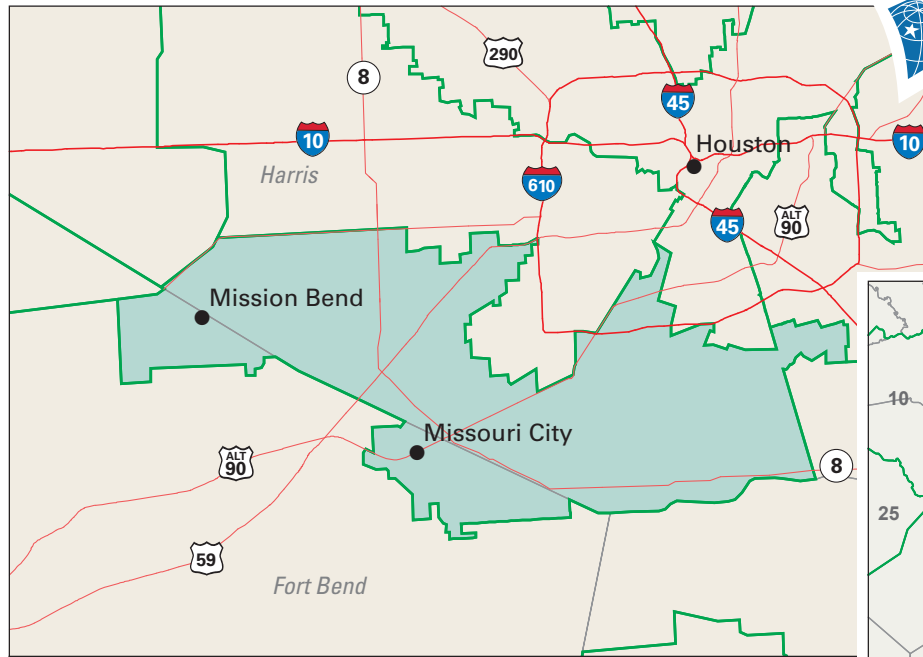 290
8
45
10
Houston
10
Harris
610
ALT
90
45
Mission Bend
10
Missouri City
ALT
90
8
25
59
Fort Bend